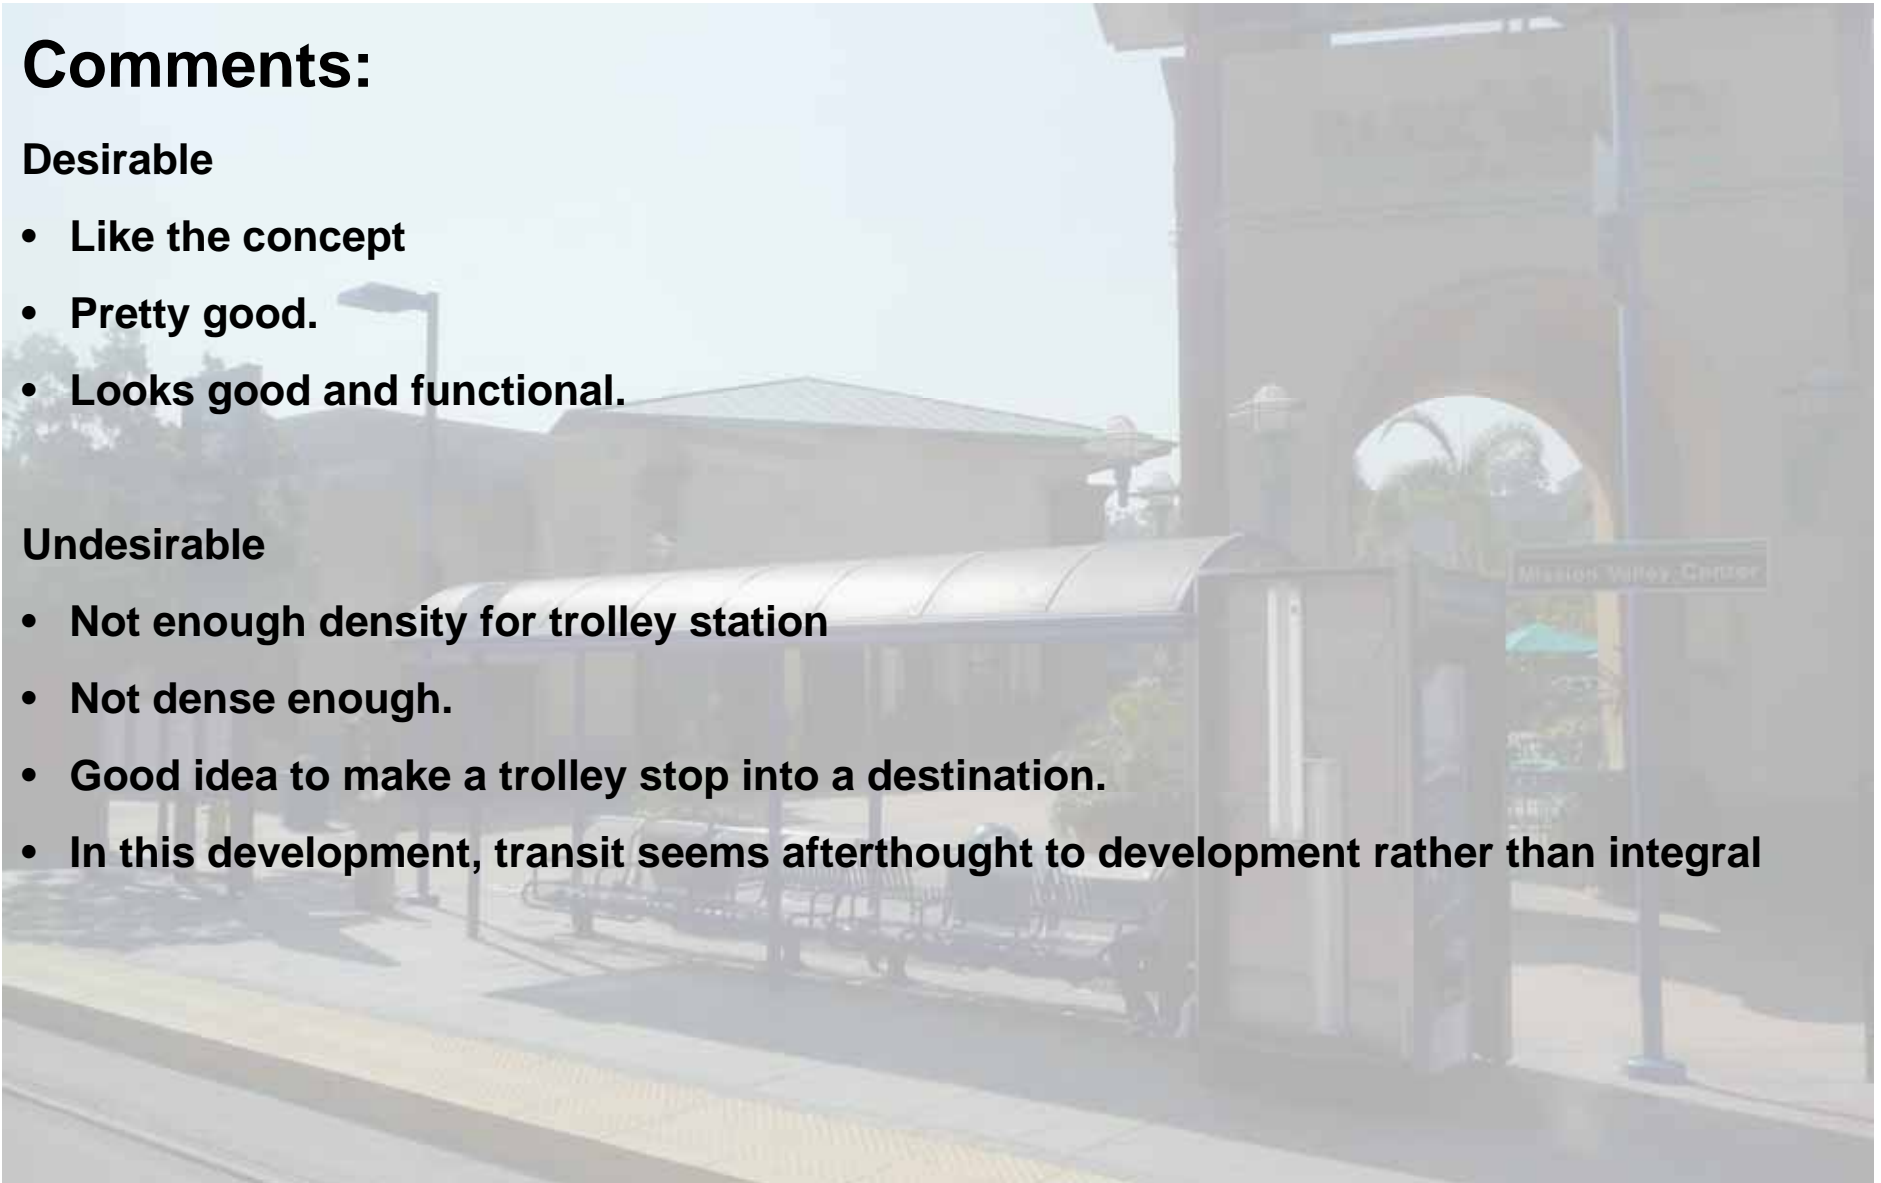 Comments:
Desirable
• Like the concept
• Pretty good.
• Looks good and functional.
Undesirable
• Not enough density for trolley station
• Not dense enough.
• Good idea to make a trolley stop into a destination.
• In this development, transit seems afterthought to development rather than integral
Mission Valley Center